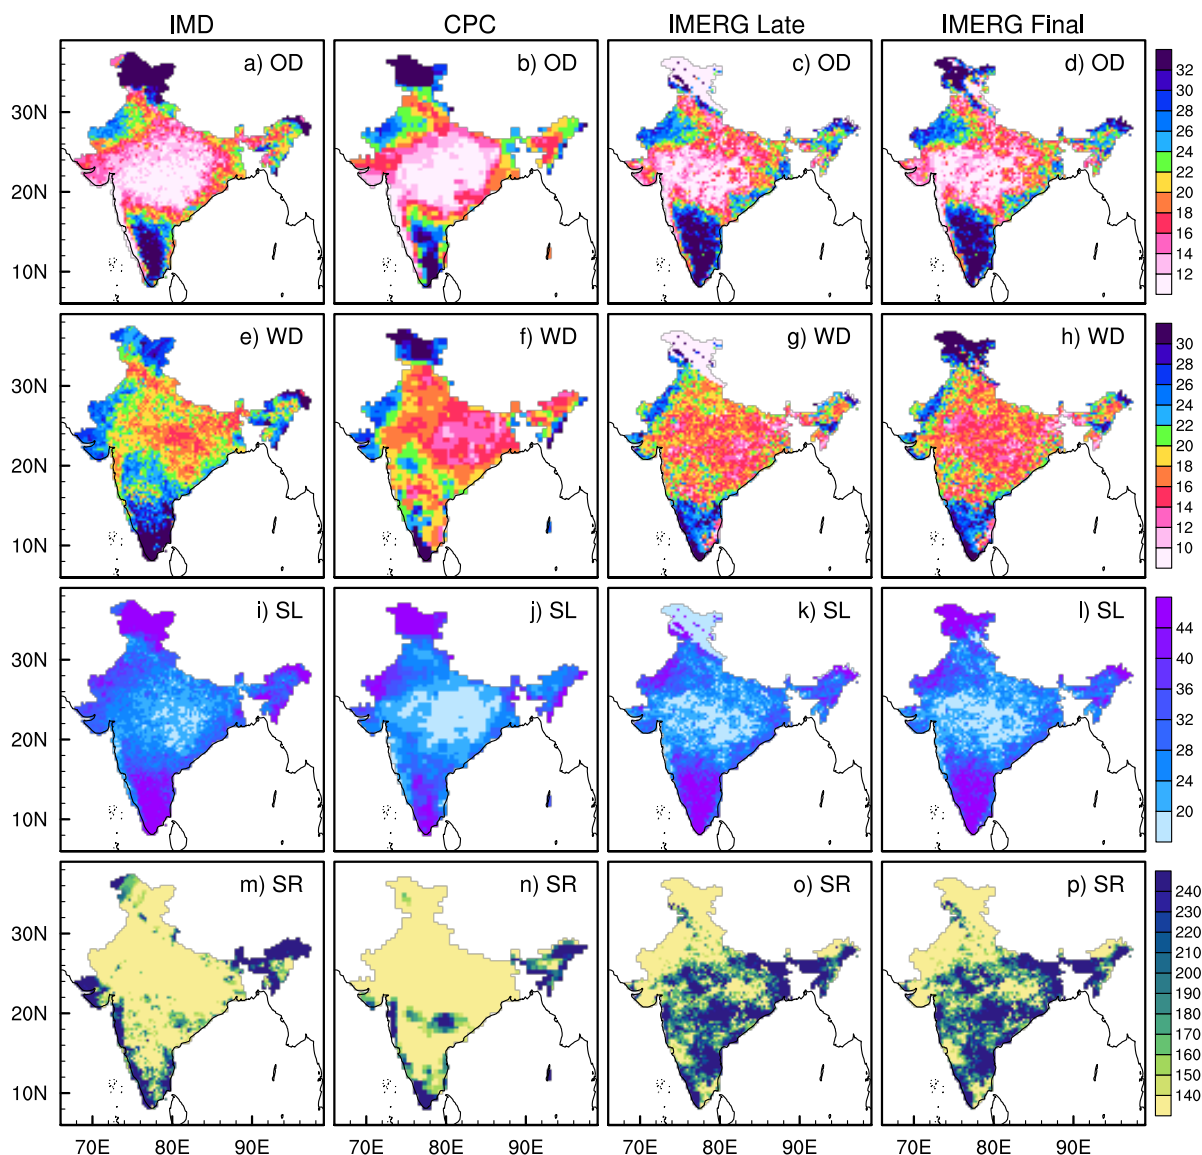 IMD CPC IMERG Late IMERG Final
a) OD b) OD c) OD d) OD
30N
20N
10N
32
30
28
26
24
22
20
18
16
14
12
e) WD f) WD g) WD h) WD
30N
20N
10N
30
28
26
24
22
20
18
16
14
12
10
i) SL j) SL k) SL l) SL
30N
20N
10N
44
40
36
32
28
24
20
m) SR n) SR o) SR p) SR
30N
20N
10N
240
230
220
210
200
190
180
170
160
150
140
70E 80E 90E 70E 80E 90E 70E 80E 90E 70E 80E 90E